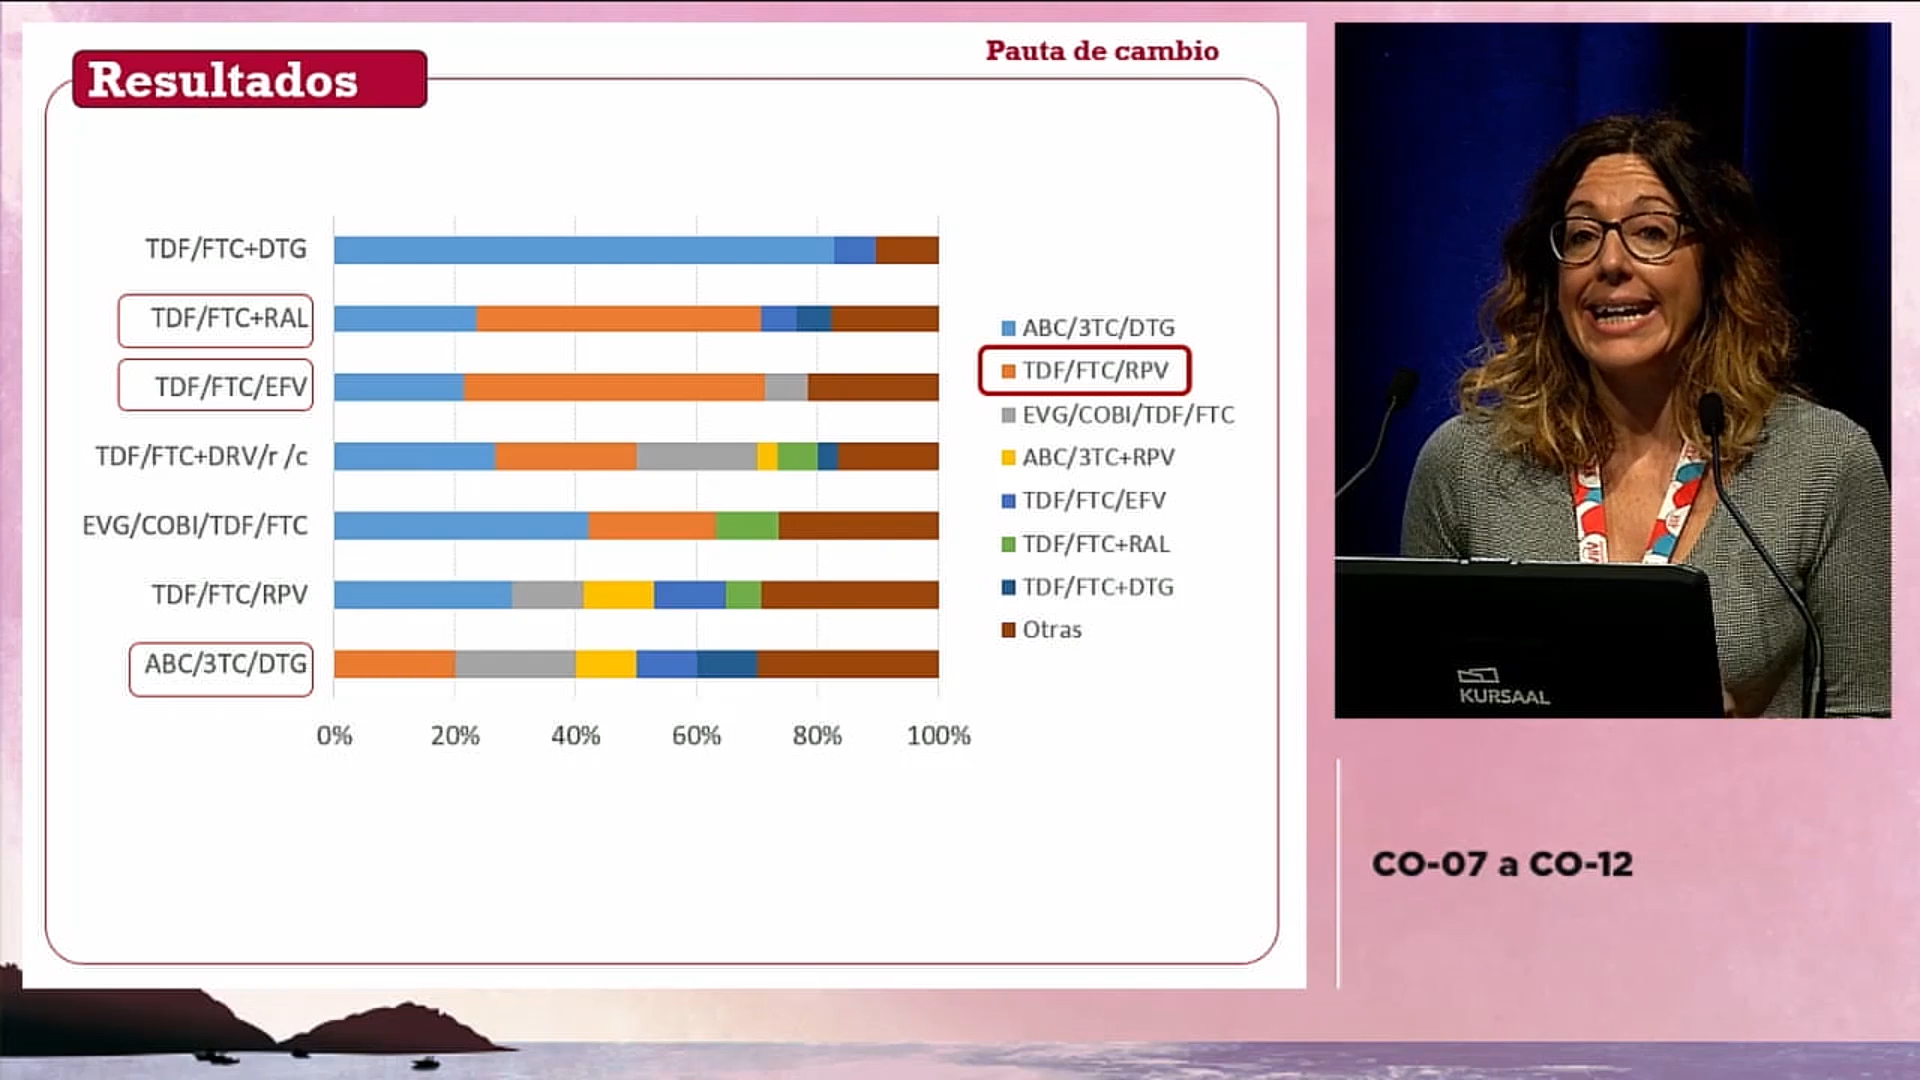 Pauta de cambio
Resultados
TDF/FTC+DTG
TDF/FTC+RAL
TDF/FTC/EFV
TDF/FTC+DRV/r /c
EVG/COBI/TDF/FTC
TDF/FTC/RPV
ABC/3TC/DTG
0% 20% 40% 60% 80% 100%
ABC/3TC/DTG
TDF/FTC/RPV
EVG/COBI/TDF/FTC
ABC/3TC+RPV
TDF/FTC/EFV
TDF/FTC+RAL
TDF/FTC+DTG
Otras
KURSAAL
CO-07 a CO-12